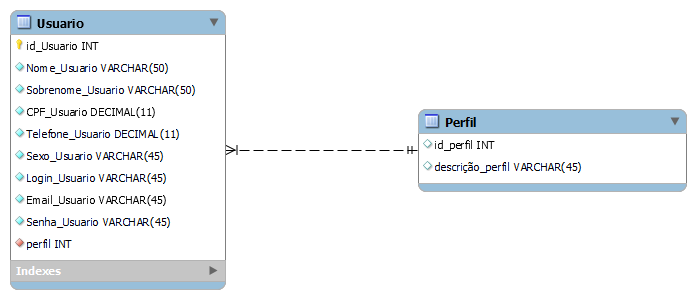 Usuario
id_Usuario INT
Nome_Usuario VARCHAR(50)
Sobrenome_Usuario VARCHAR(50)
CPF_Usuario DECIMAL(11)
Telefone_Usuario DECIMAL(11)
Sexo_Usuario VARCHAR(45)
Login_Usuario VARCHAR(45)
Email_Usuario VARCHAR(45)
Senha_Usuario VARCHAR(45)
perfil INT
Indexes
Perfil
id_perfil INT
descrição_perfil VARCHAR(45)